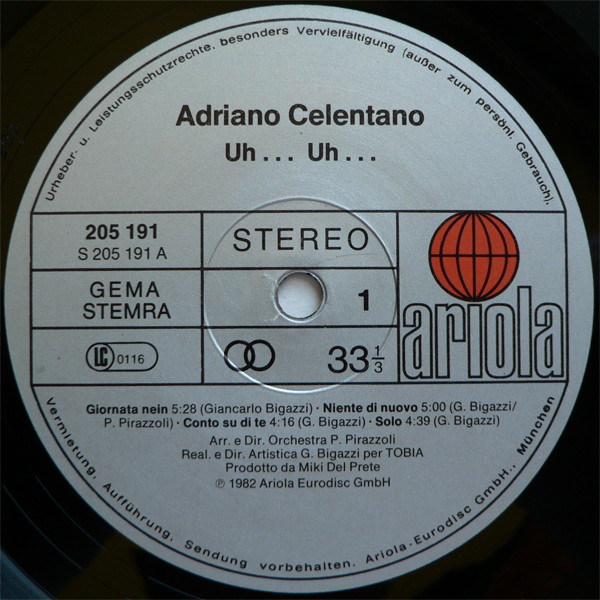 Urheber- u. Leistungsschutzrechte, besonders Vervielfältigung (außer zum persönl. Gebrauch),
Adriano Celentano
Uh . . . Uh . . .
205 191
S 205 191 A
STEREO
GEMA
STEMRA
1
LC 0116
33 1/3
ariola
Giornata nein 5:28 (Giancarlo Bigazzi) · Niente di nuovo 5:00 (G. Bigazzi/
P. Pirazzoli) · Conto su di te 4:16 (G. Bigazzi) · Solo 4:39 (G. Bigazzi)
Arr. e Dir. Orchestra P. Pirazzoli
Real. e Dir. Artistica G. Bigazzi per TOBIA
Prodotto da Miki Del Prete
℗ 1982 Ariola Eurodisc GmbH
Vermietung, Aufführung, Sendung vorbehalten. Ariola-Eurodisc GmbH., München